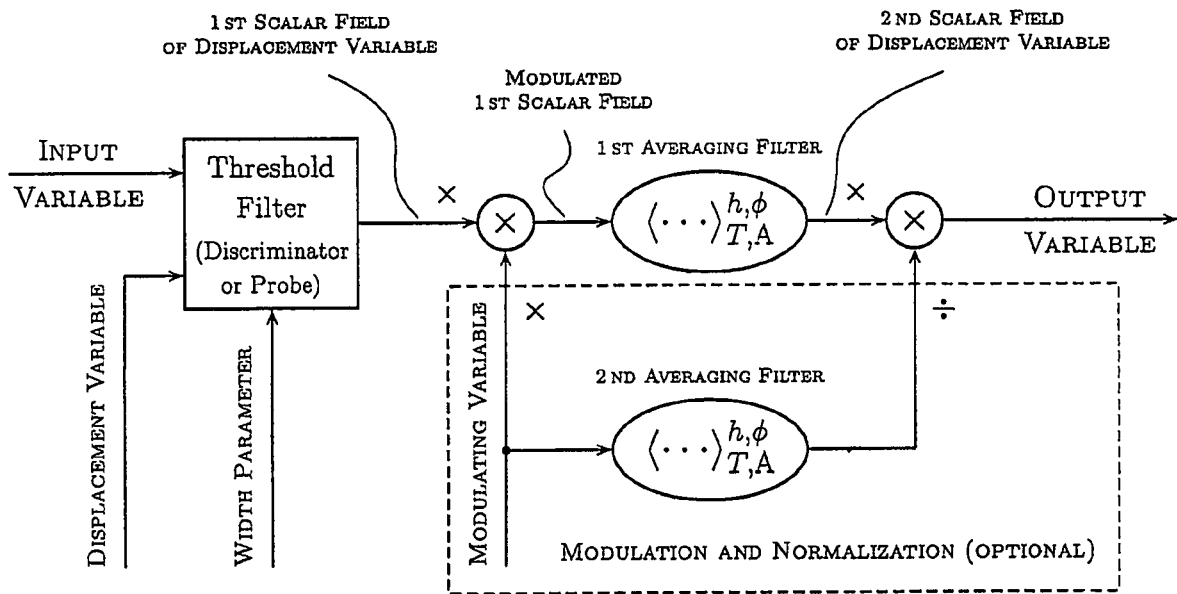 1ST SCALAR FIELD
OF DISPLACEMENT VARIABLE
2ND SCALAR FIELD
OF DISPLACEMENT VARIABLE
MODULATED
1ST SCALAR FIELD
INPUT
VARIABLE
Threshold
Filter
(Discriminator
or Probe)
×
×
1ST AVERAGING FILTER
⟨···⟩ h,ϕ T,A
×
×
OUTPUT
VARIABLE
DISPLACEMENT VARIABLE
WIDTH PARAMETER
MODULATING VARIABLE
×
÷
2ND AVERAGING FILTER
⟨···⟩ h,ϕ T,A
MODULATION AND NORMALIZATION (OPTIONAL)